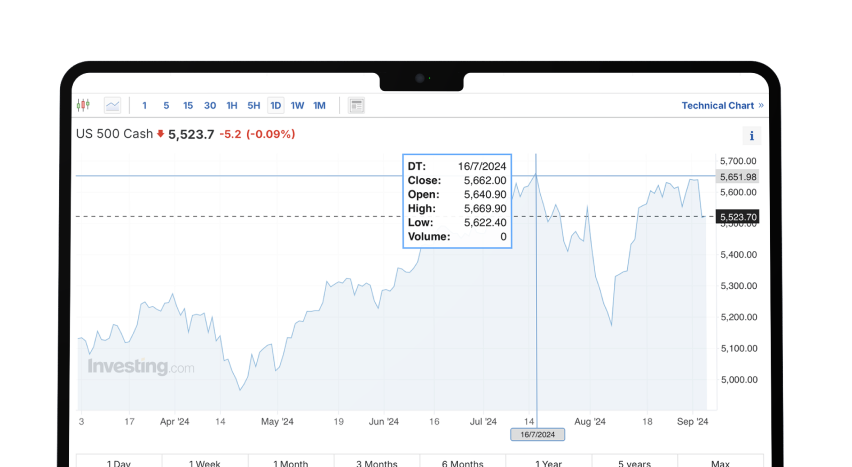 1 5 15 30 1H 5H 1D 1W 1M Technical Chart »
US 500 Cash 5,523.7 -5.2 (-0.09%) i
DT: 16/7/2024
Close: 5,662.00
Open: 5,640.90
High: 5,669.90
Low: 5,622.40
Volume: 0
5,700.00
5,651.98
5,600.00
5,523.70
5,500.00
5,400.00
5,300.00
5,200.00
5,100.00
5,000.00
Investing.com
3 17 Apr '24 14 May '24 19 Jun '24 16 Jul '24 14 Aug '24 18 Sep '24
16/7/2024
1 Day 1 Week 1 Month 3 Months 6 Months 1 Year 5 years Max